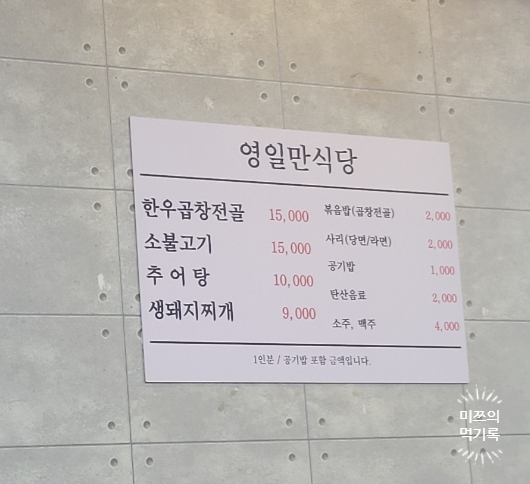 영일만식당
한우곱창전골 15,000
소불고기 15,000
추어탕 10,000
생돼지찌개 9,000
볶음밥(곱창전골) 2,000
사리(당면/라면) 2,000
공기밥 1,000
탄산음료 2,000
소주, 맥주 4,000
1인분 / 공기밥 포함 금액입니다.
미쯔의
먹기록